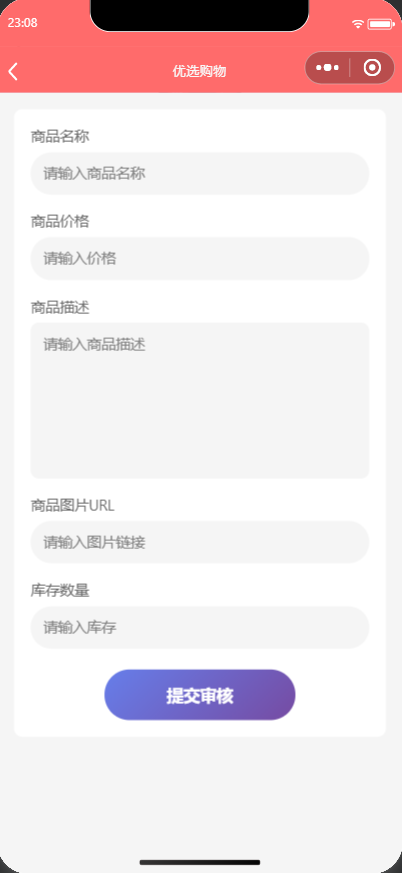 23:08
优选购物
商品名称
请输入商品名称
商品价格
请输入价格
商品描述
请输入商品描述
商品图片URL
请输入图片链接
库存数量
请输入库存
提交审核